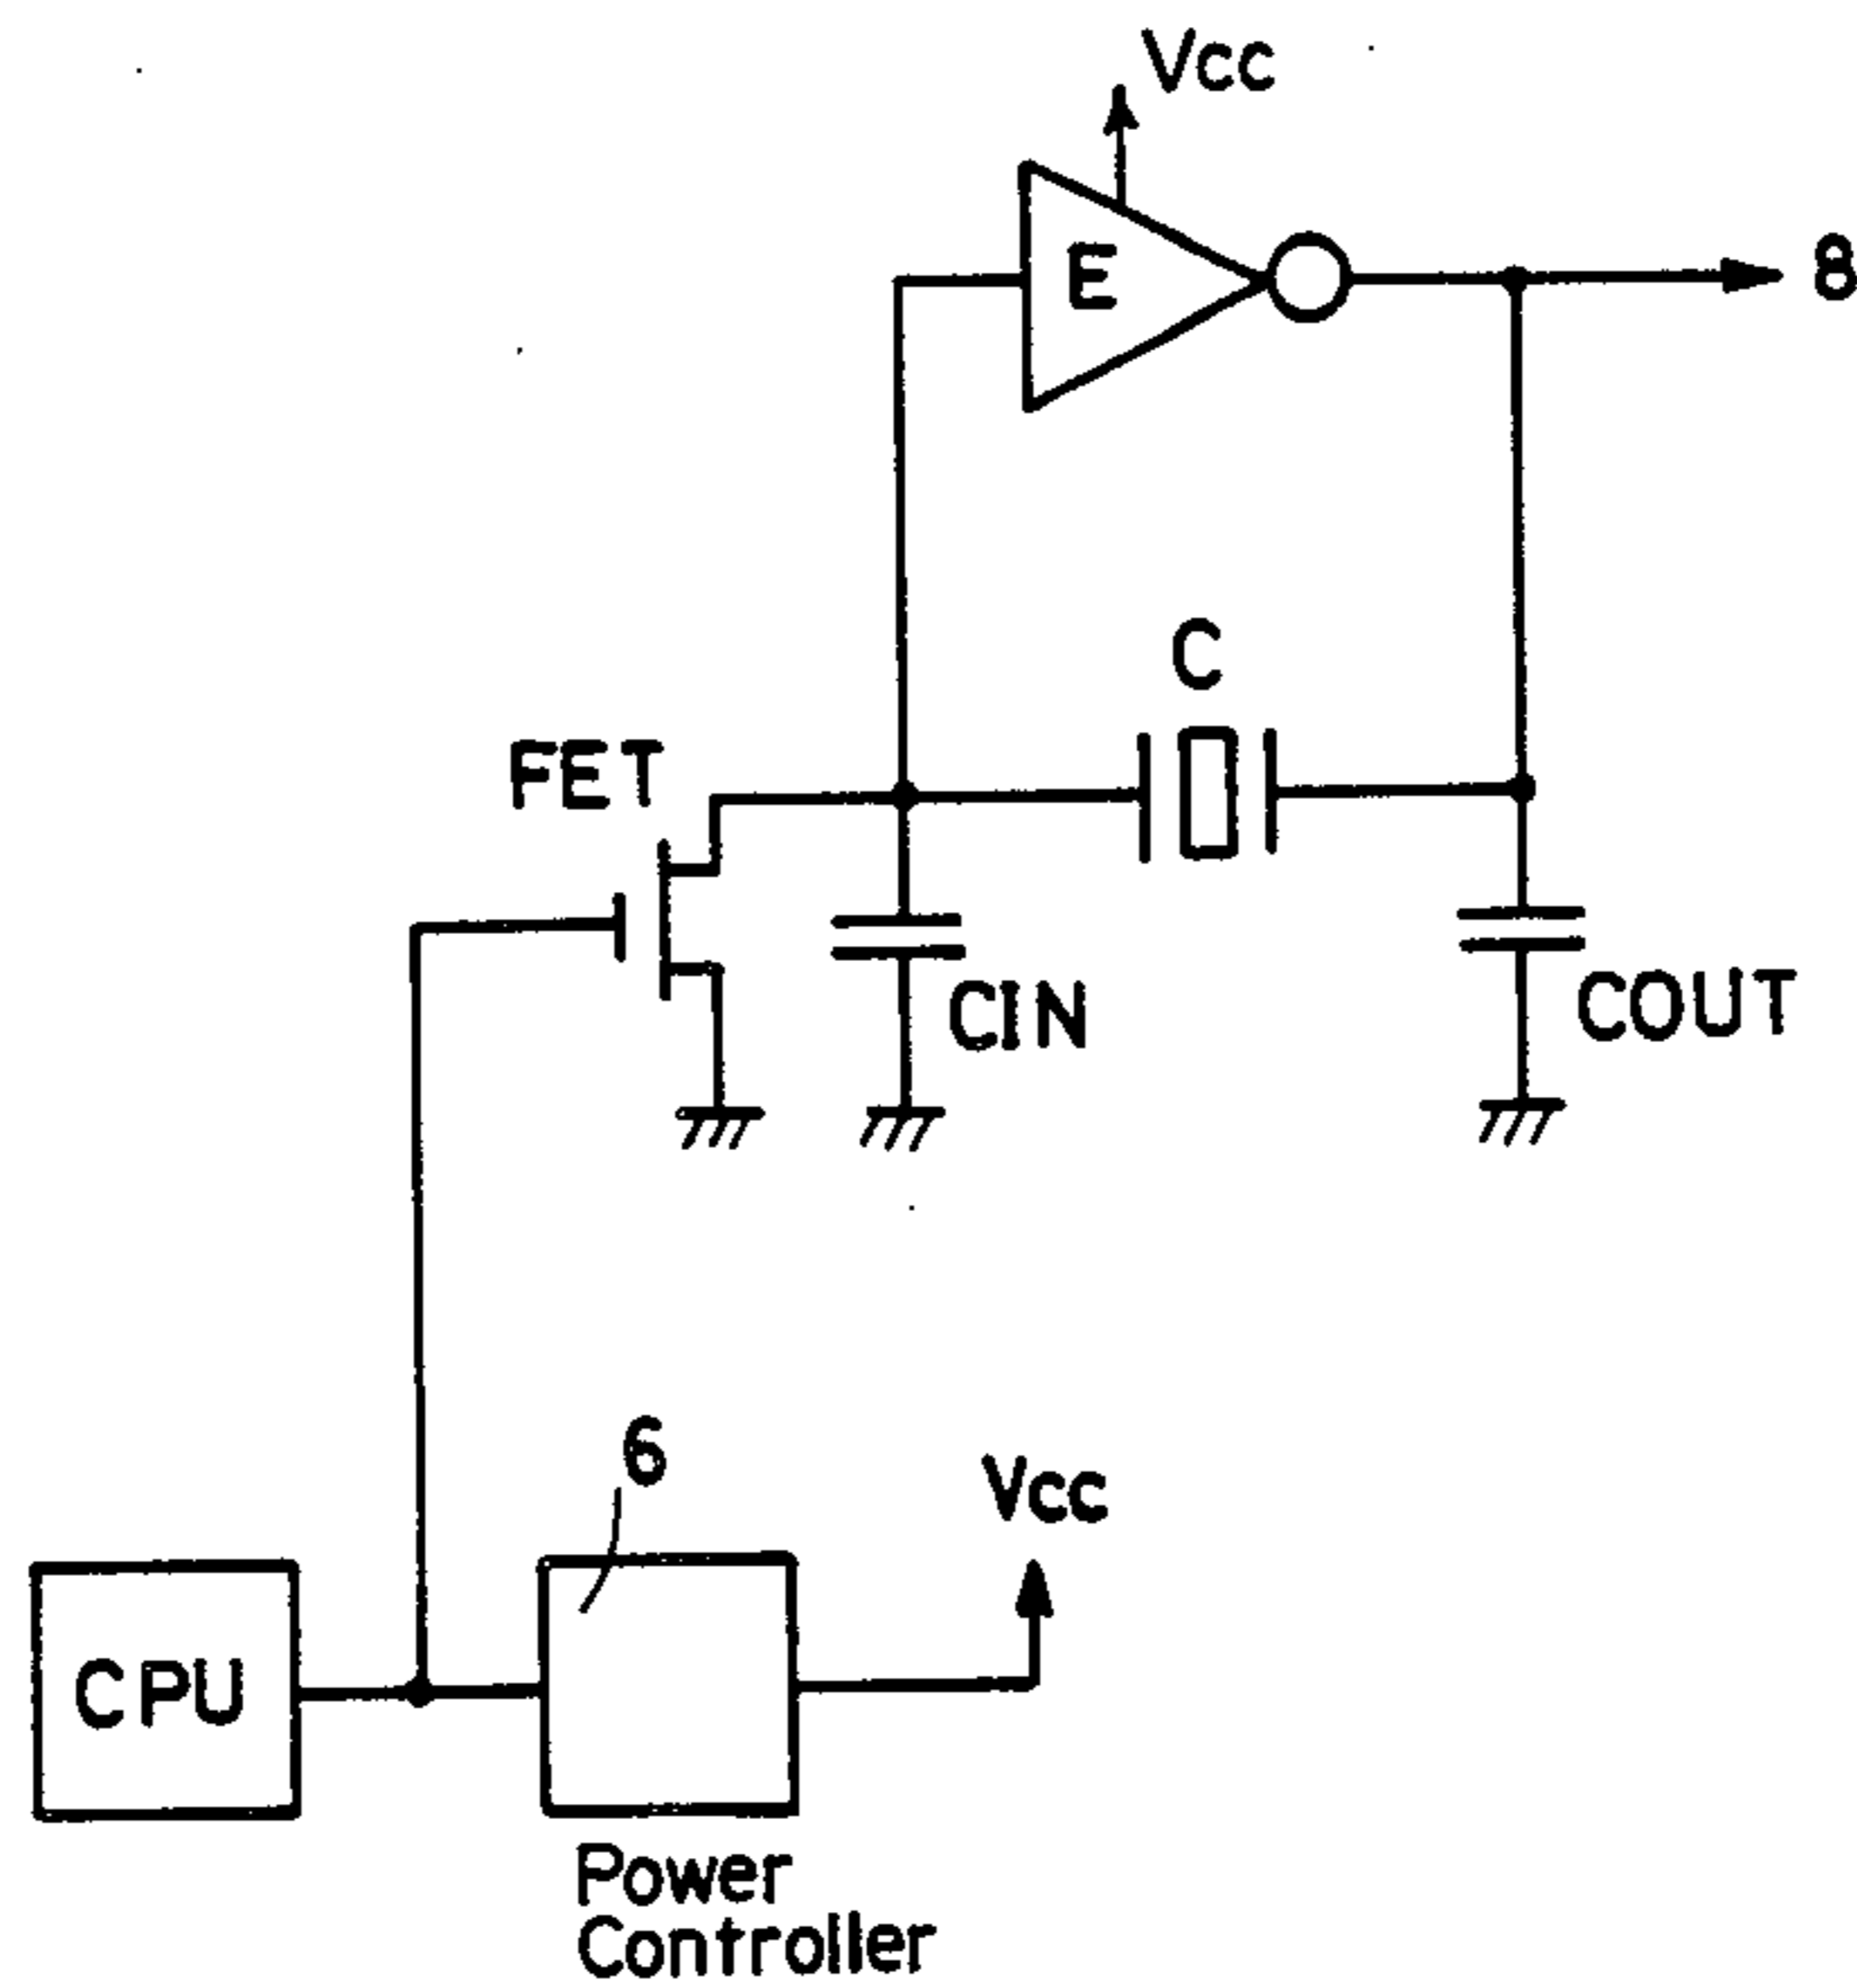 Vcc
E
8
C
FET
CIN
COUT
6
Vcc
CPU
Power
Controller